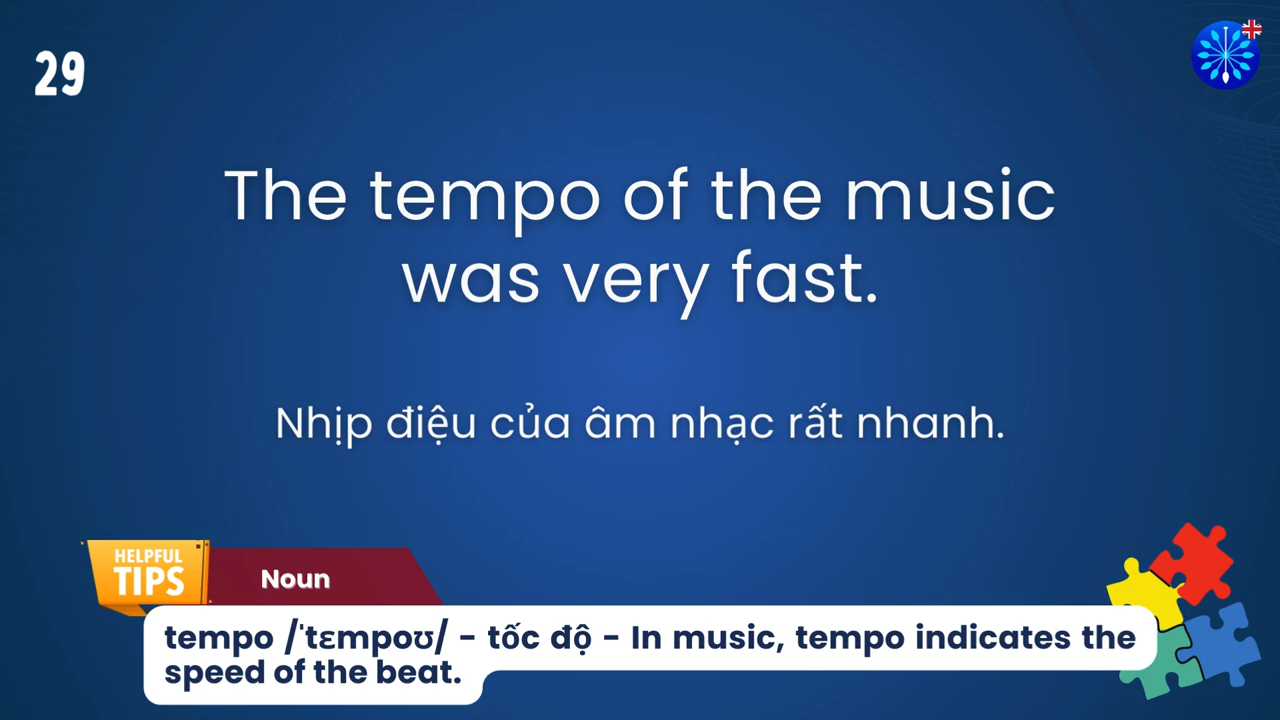 29
The tempo of the music
was very fast.
Nhịp điệu của âm nhạc rất nhanh.
HELPFUL
TIPS
Noun
tempo /ˈtɛmpoʊ/ - tốc độ - In music, tempo indicates the
speed of the beat.